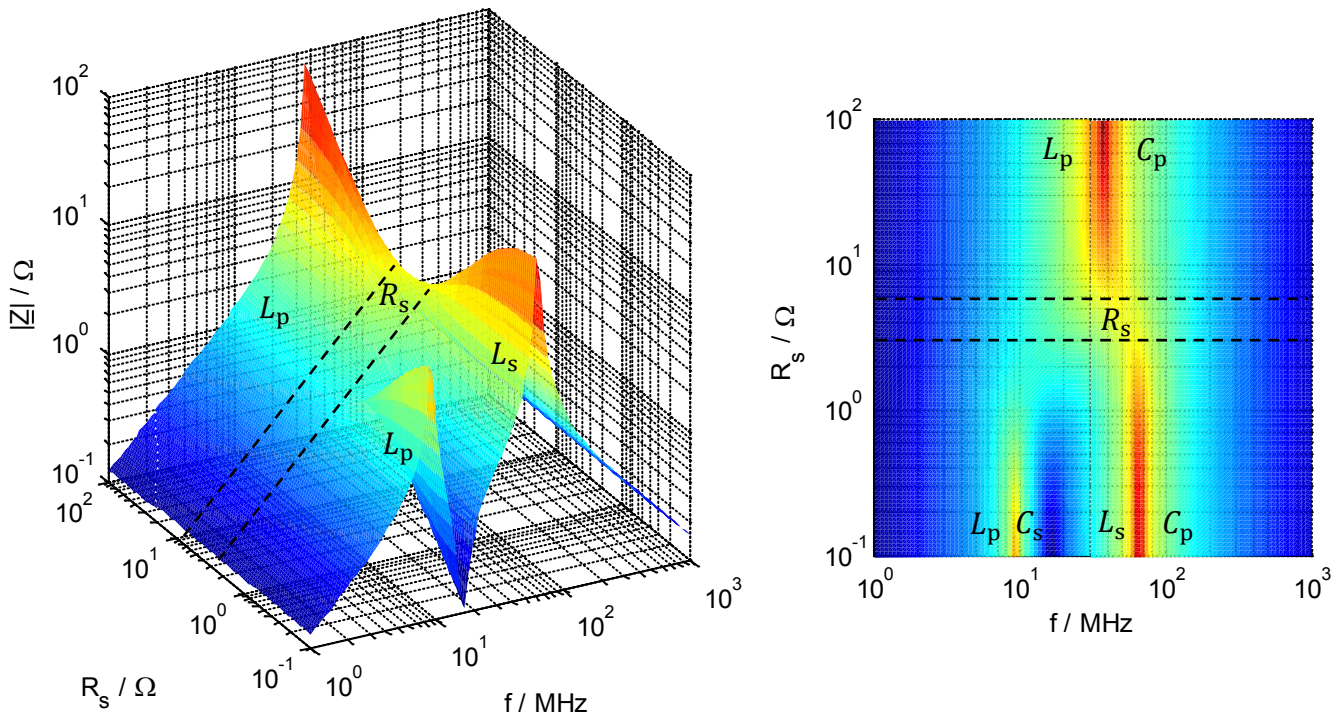 10²
10¹
10⁰
10⁻¹
|Z| / Ω
L_p
R_s
L_s
L_p
10²
10¹
10⁰
10⁻¹
R_s / Ω
10⁰
10¹
10²
10³
f / MHz
10²
10¹
10⁰
10⁻¹
R_s / Ω
L_p C_p
R_s
L_p C_s L_s C_p
10⁰ 10¹ 10² 10³
f / MHz